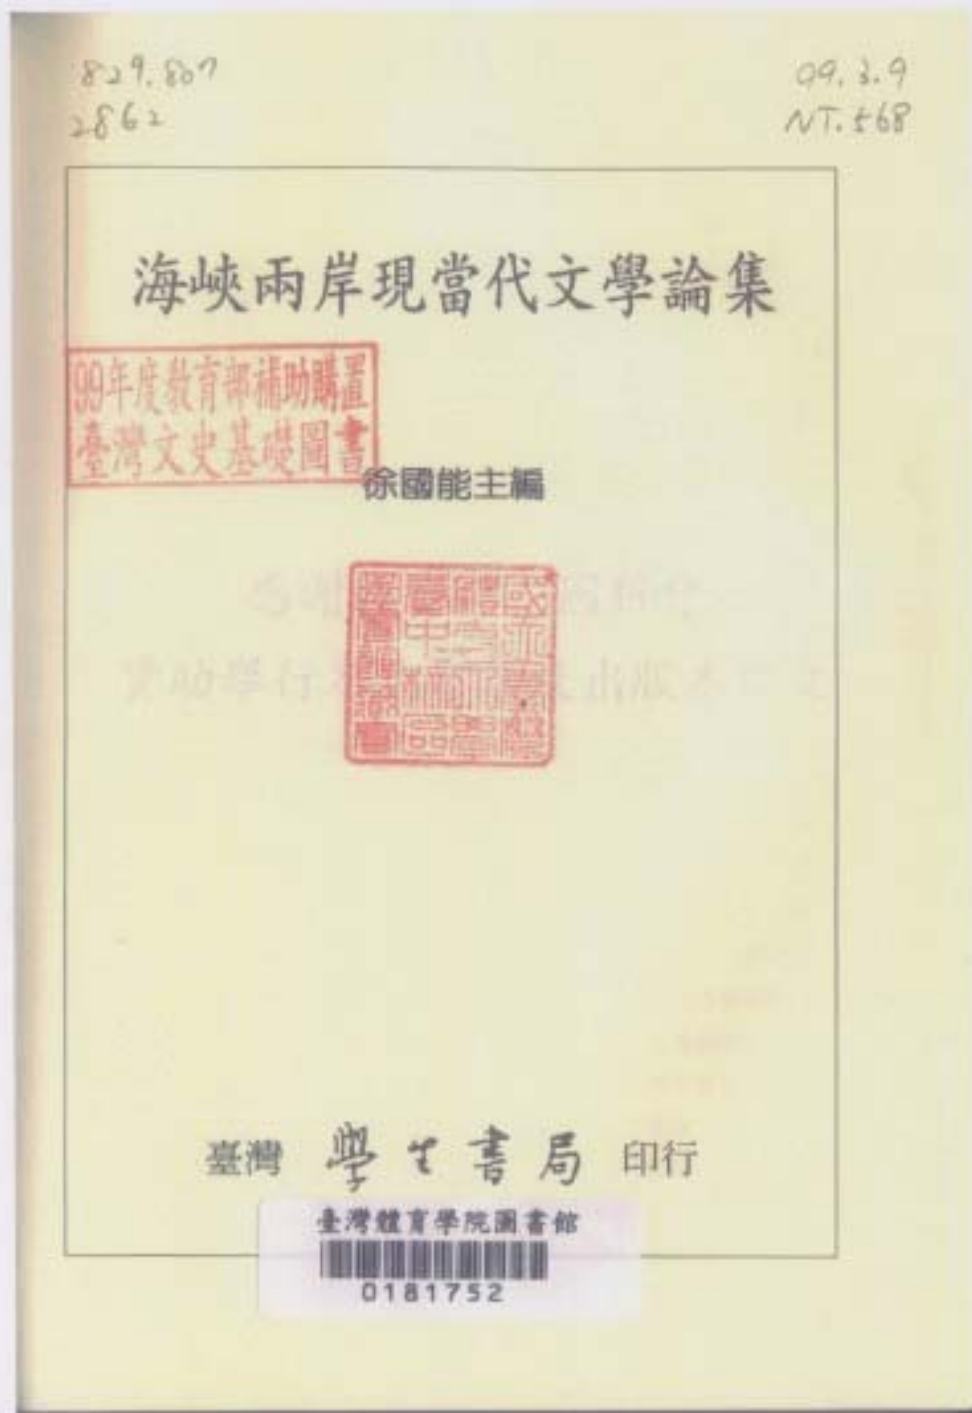 829.807
2862
99.3.9
NT.568
海峽兩岸現當代文學論集
99年度教育部補助購置
臺灣文史基礎圖書
徐國能主編
臺灣 學生書局 印行
臺灣體育學院圖書館
0181752